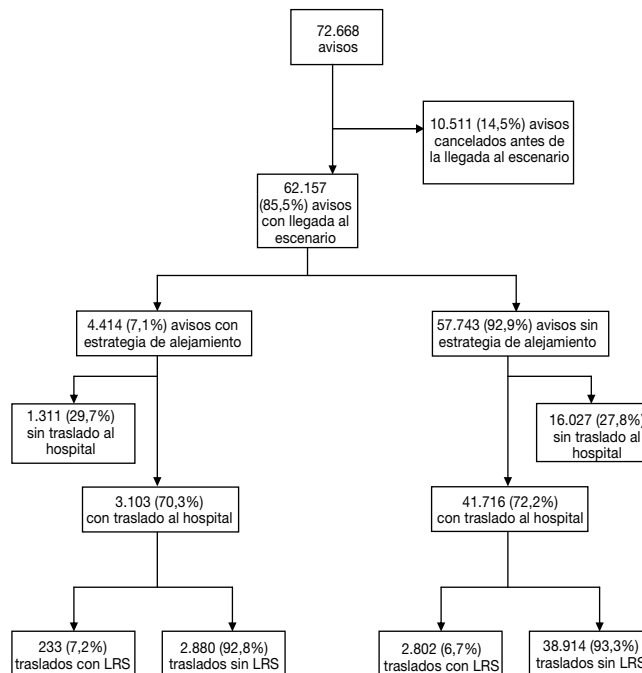 72.668
avisos
10.511 (14,5%) avisos
cancelados antes de
la llegada al escenario
62.157
(85,5%) avisos
con llegada al
escenario
4.414 (7,1%) avisos con
estrategia de alejamiento
57.743 (92,9%) avisos sin
estrategia de alejamiento
1.311 (29,7%)
sin traslado al
hospital
16.027 (27,8%)
sin traslado al
hospital
3.103 (70,3%)
con traslado al hospital
41.716 (72,2%)
con traslado al hospital
233 (7,2%)
traslados con LRS
2.880 (92,8%)
traslados sin LRS
2.802 (6,7%)
traslados con LRS
38.914 (93,3%)
traslados sin LRS